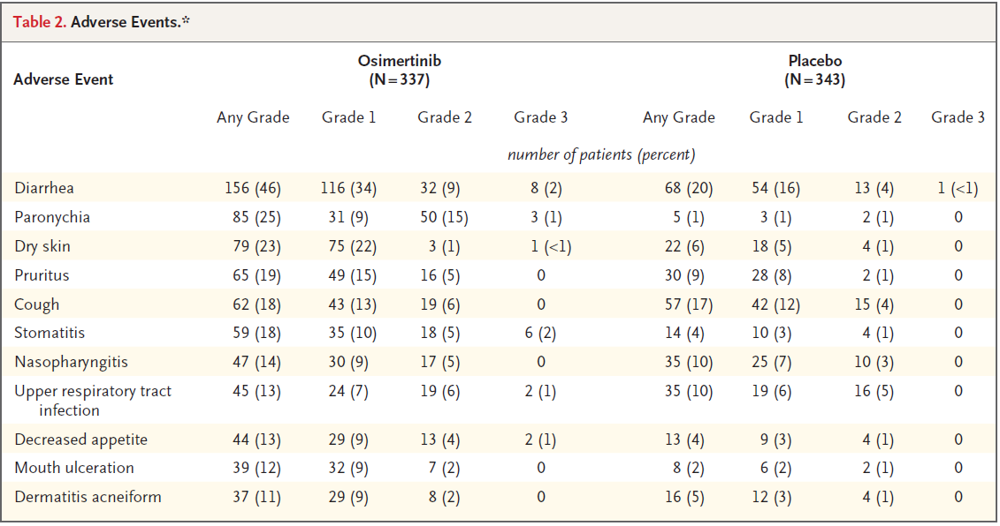 Table 2. Adverse Events.*
Osimertinib Placebo
Adverse Event (N=337) (N=343)
Any Grade Grade 1 Grade 2 Grade 3 Any Grade Grade 1 Grade 2 Grade 3
number of patients (percent)
Diarrhea 156 (46) 116 (34) 32 (9) 8 (2) 68 (20) 54 (16) 13 (4) 1 (<1)
Paronychia 85 (25) 31 (9) 50 (15) 3 (1) 5 (1) 3 (1) 2 (1) 0
Dry skin 79 (23) 75 (22) 3 (1) 1 (<1) 22 (6) 18 (5) 4 (1) 0
Pruritus 65 (19) 49 (15) 16 (5) 0 30 (9) 28 (8) 2 (1) 0
Cough 62 (18) 43 (13) 19 (6) 0 57 (17) 42 (12) 15 (4) 0
Stomatitis 59 (18) 35 (10) 18 (5) 6 (2) 14 (4) 10 (3) 4 (1) 0
Nasopharyngitis 47 (14) 30 (9) 17 (5) 0 35 (10) 25 (7) 10 (3) 0
Upper respiratory tract 45 (13) 24 (7) 19 (6) 2 (1) 35 (10) 19 (6) 16 (5) 0
infection
Decreased appetite 44 (13) 29 (9) 13 (4) 2 (1) 13 (4) 9 (3) 4 (1) 0
Mouth ulceration 39 (12) 32 (9) 7 (2) 0 8 (2) 6 (2) 2 (1) 0
Dermatitis acneiform 37 (11) 29 (9) 8 (2) 0 16 (5) 12 (3) 4 (1) 0